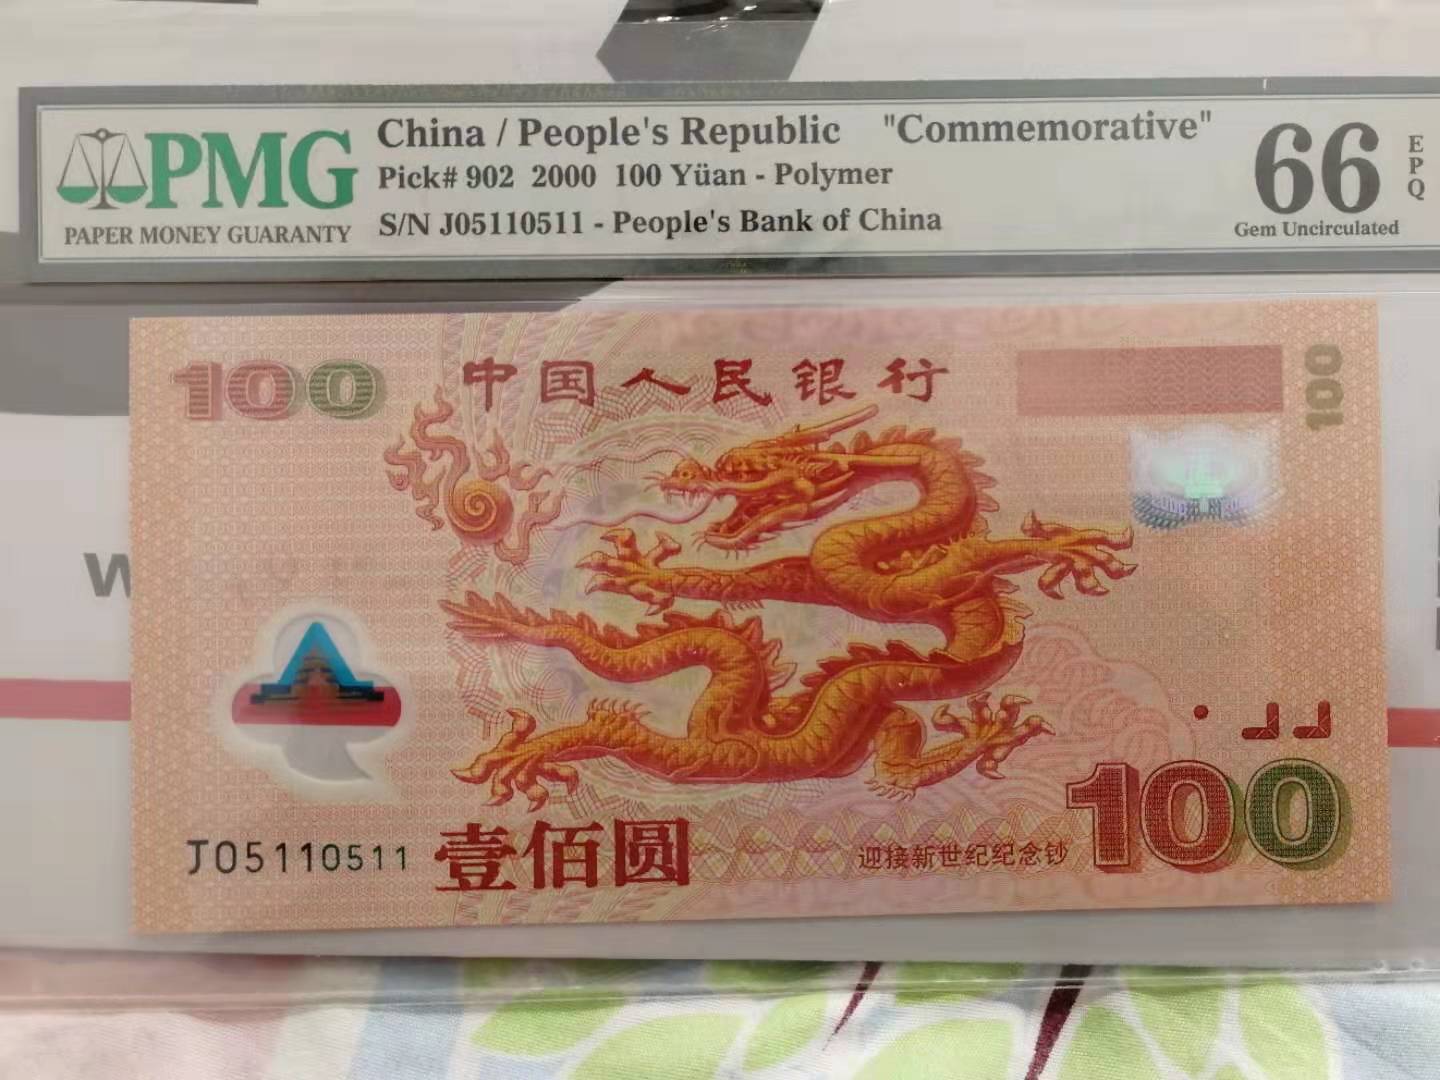 PMG
PAPER MONEY GUARANTY
China / People's Republic "Commemorative"
Pick# 902 2000 100 Yüan - Polymer
S/N J05110511 - People's Bank of China
66
EPQ
Gem Uncirculated
100
中国人民银行
100
W
J05110511
壹佰圆
迎接新世纪纪念钞
100